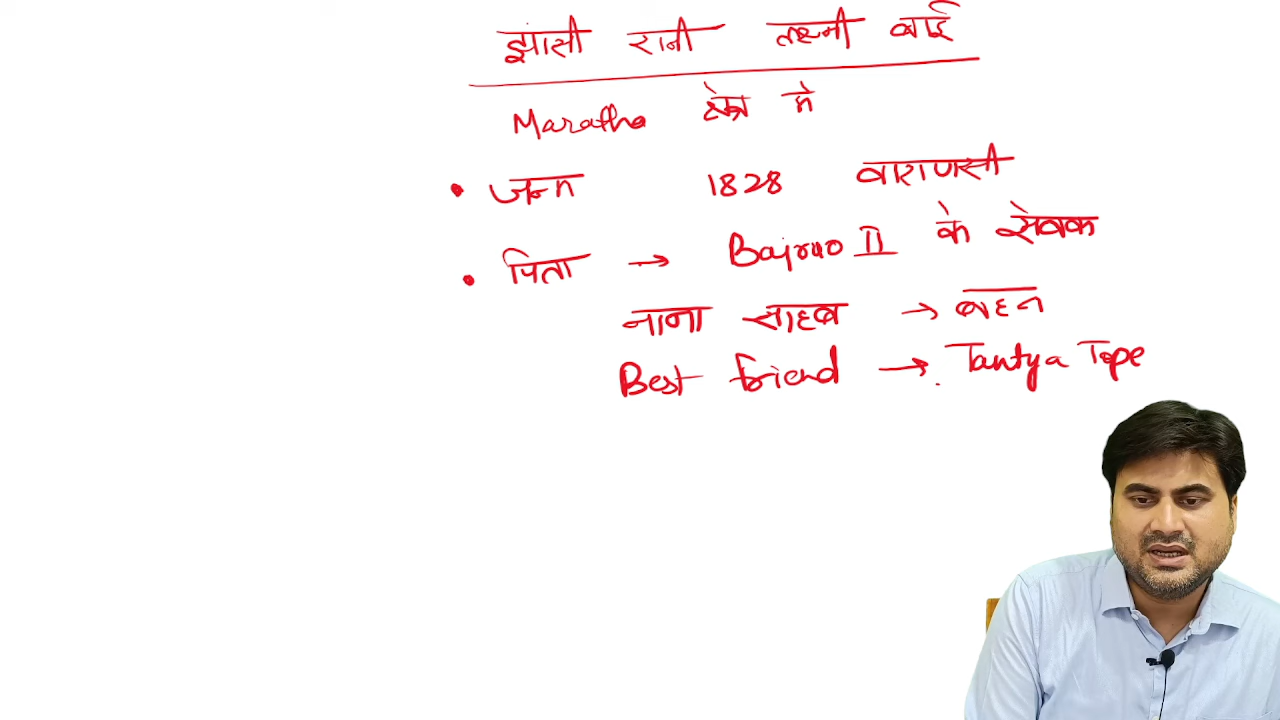 झांसी रानी लक्ष्मी बाई
Maratha क्षेत्र में
• जन्म 1828 वाराणसी
• पिता → Bajirao II के सेवक
नाना साहब → बहन
Best friend → Tantya Tope